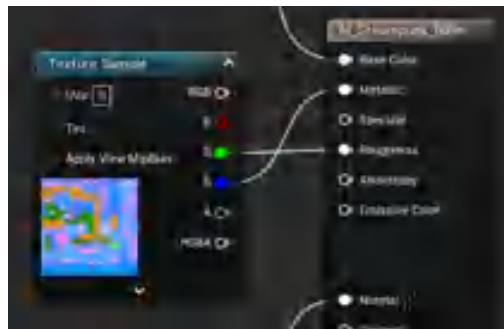 Texture Sample
UVs
RGB
Tex
R
G
Apply View MipBias
B
A
RGBA
Base Color
Metallic
Specular
Roughness
Anisotropy
Emissive Color
Normal